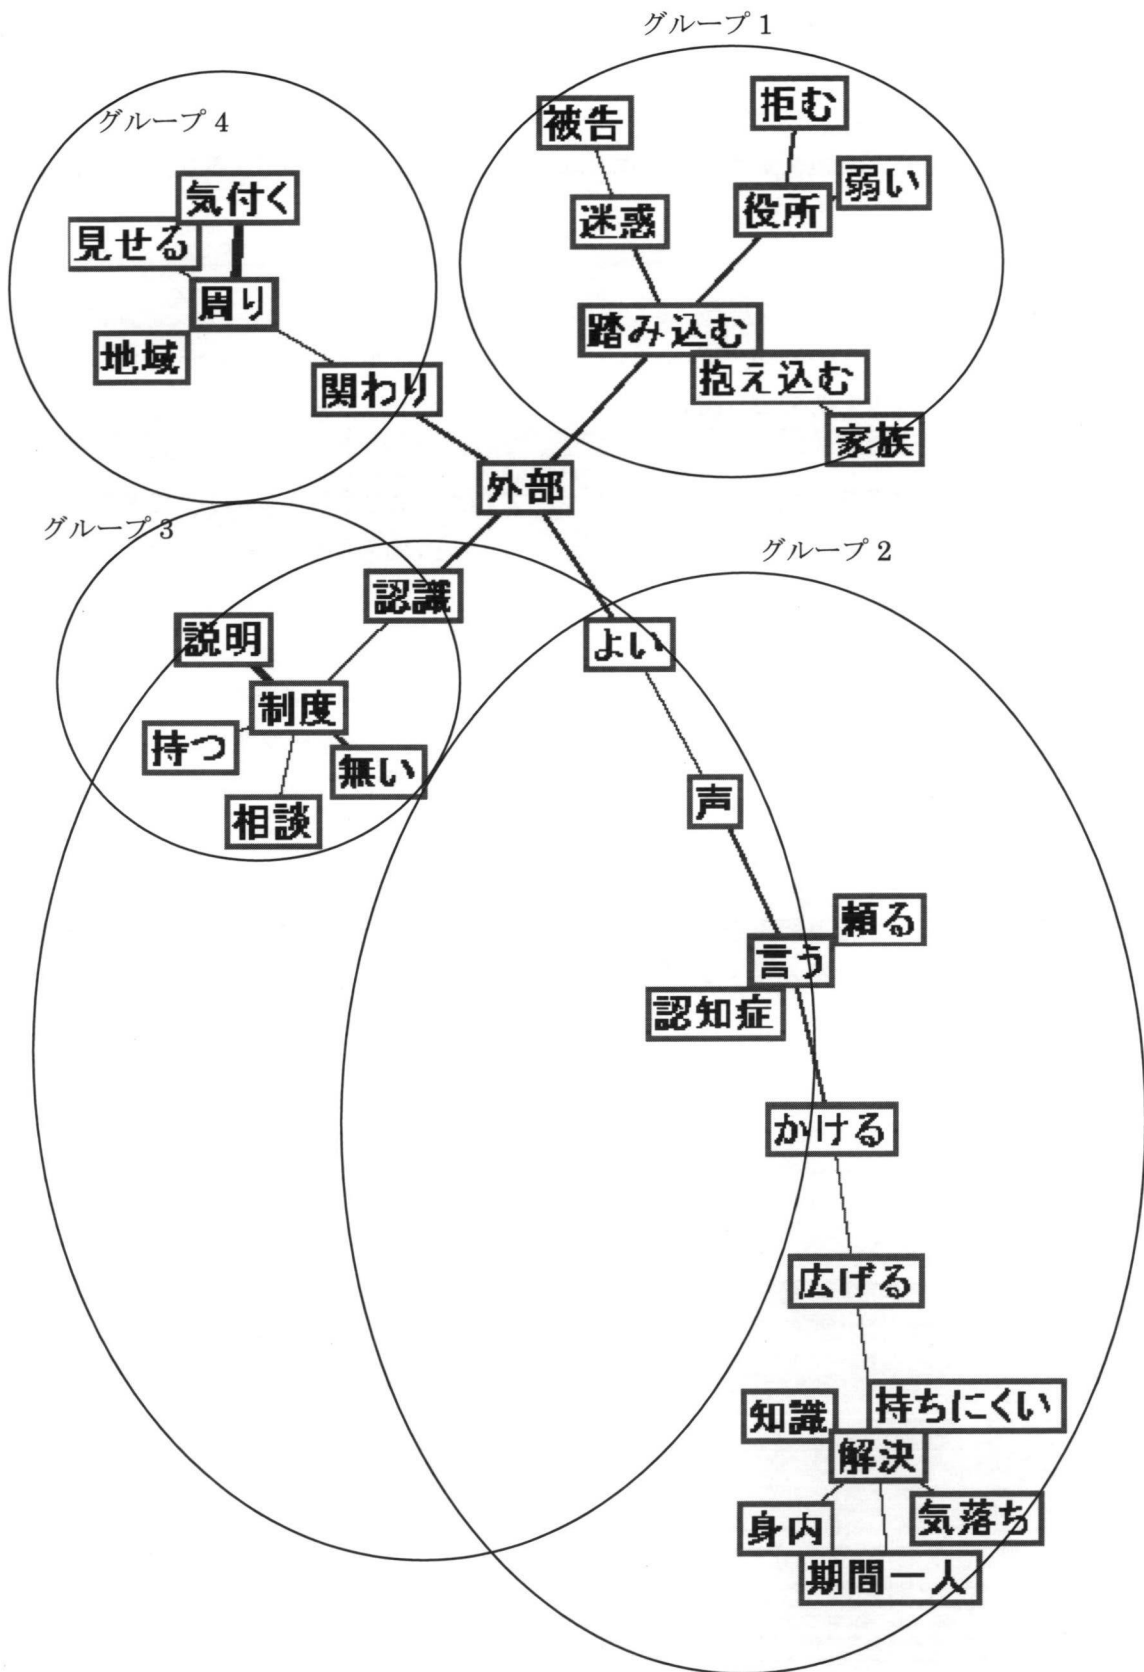 グループ 1
グループ 4
被告
拒む
気付く
弱い
見せる
迷惑
役所
周り
踏み込む
地域
関わり
抱え込む
家族
外部
グループ 3
グループ 2
認識
説明
よい
制度
持つ
無い
相談
声
頼る
言う
認知症
かける
広げる
知識
持ちにくい
解決
身内
気落ち
期間一人